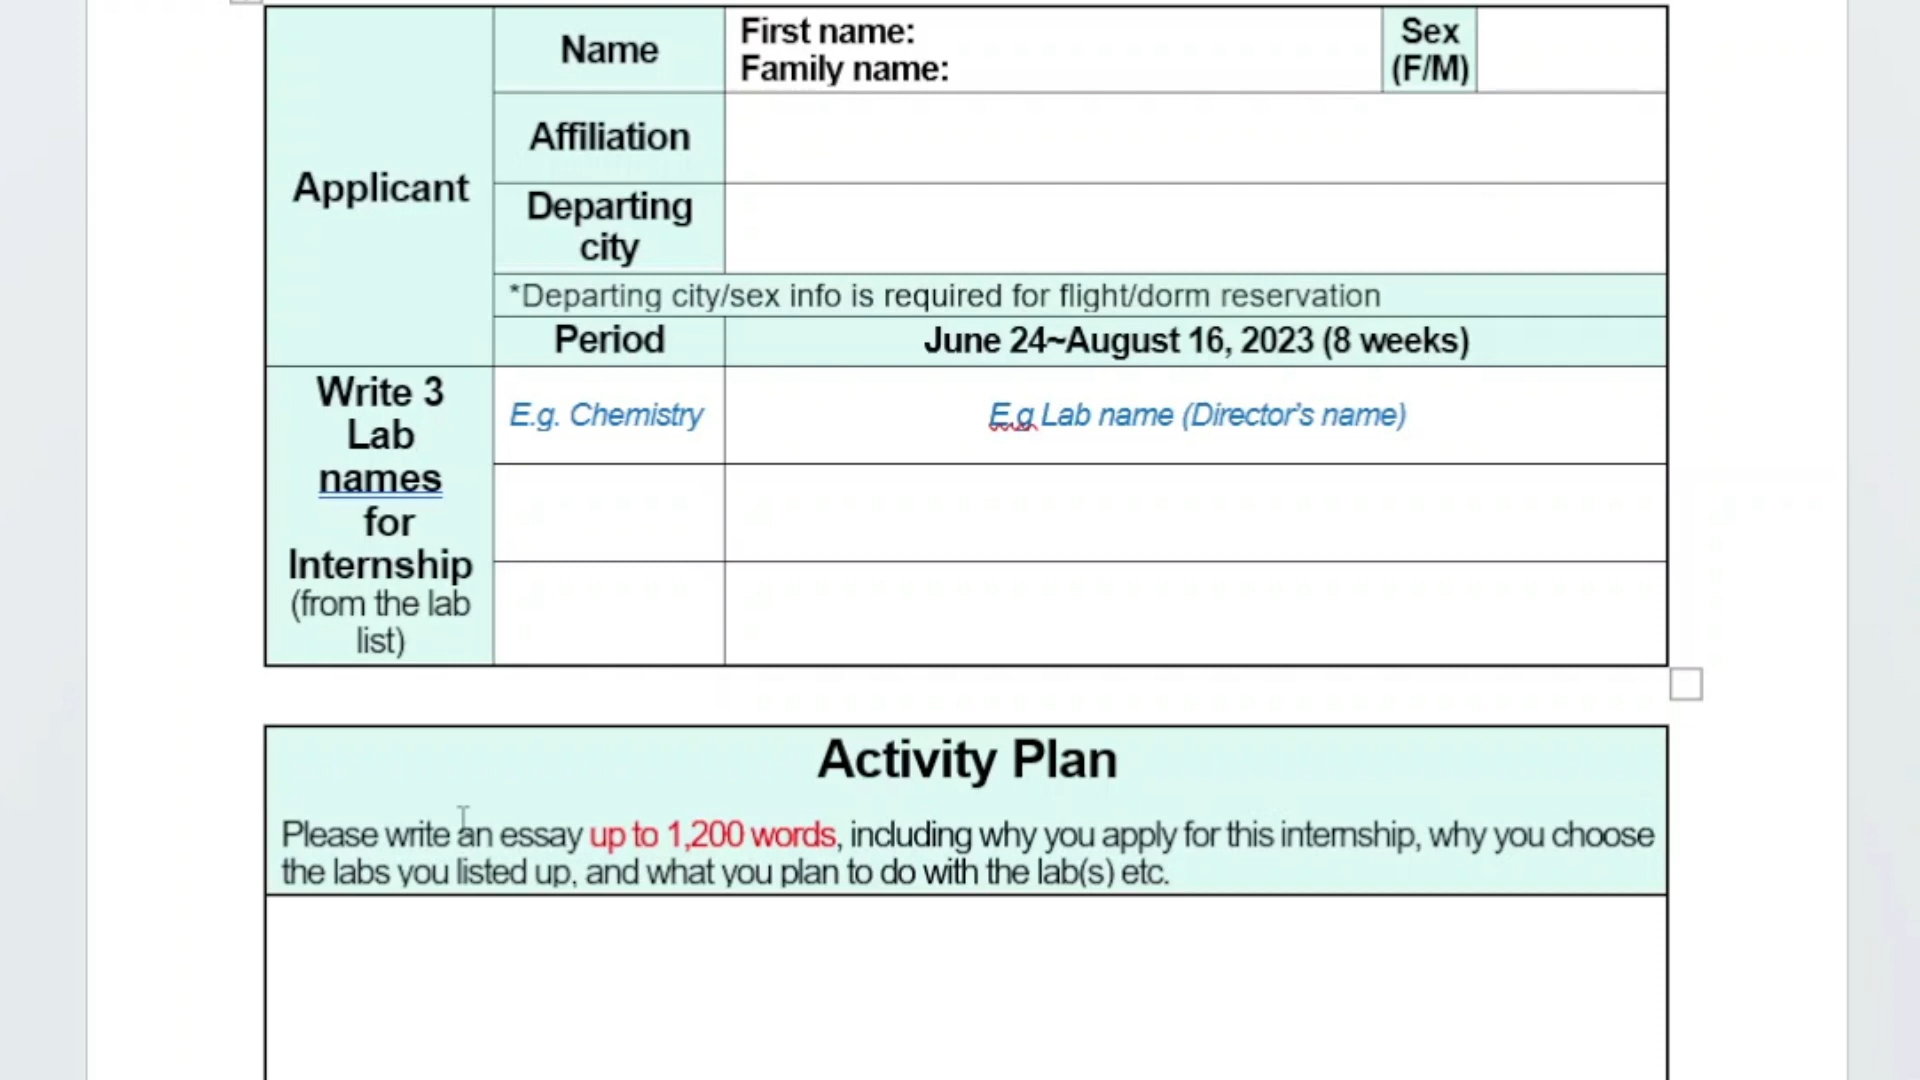 Name
First name:
Family name:
Sex
(F/M)
Applicant
Affiliation
Departing
city
*Departing city/sex info is required for flight/dorm reservation
Period
June 24~August 16, 2023 (8 weeks)
Write 3
Lab
names
for
Internship
(from the lab
list)
E.g. Chemistry
E.g Lab name (Director's name)
Activity Plan
Please write an essay up to 1,200 words, including why you apply for this internship, why you choose
the labs you listed up, and what you plan to do with the lab(s) etc.